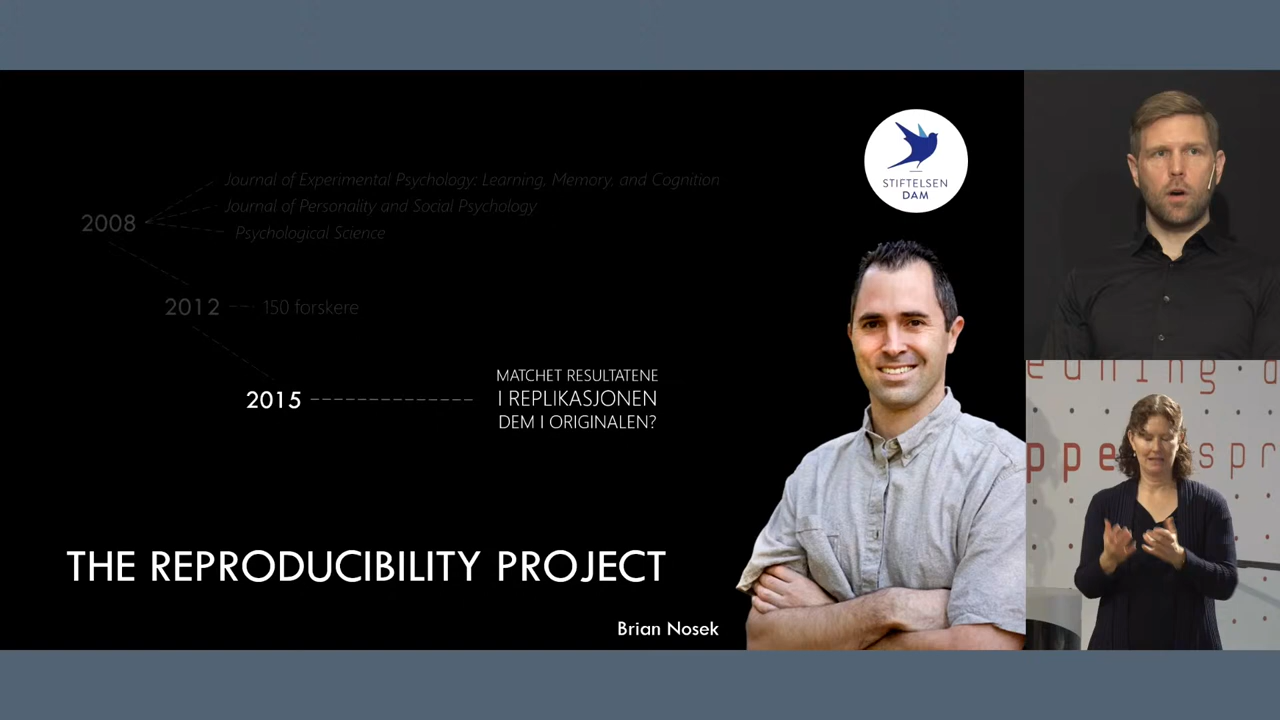 Journal of Experimental Psychology: Learning, Memory, and Cognition
2008
Journal of Personality and Social Psychology
Psychological Science
2012
150 forskere
2015
MATCHET RESULTATENE
I REPLIKASJONEN
DEM I ORIGINALEN?
THE REPRODUCIBILITY PROJECT
Brian Nosek
STIFTELSEN
DAM